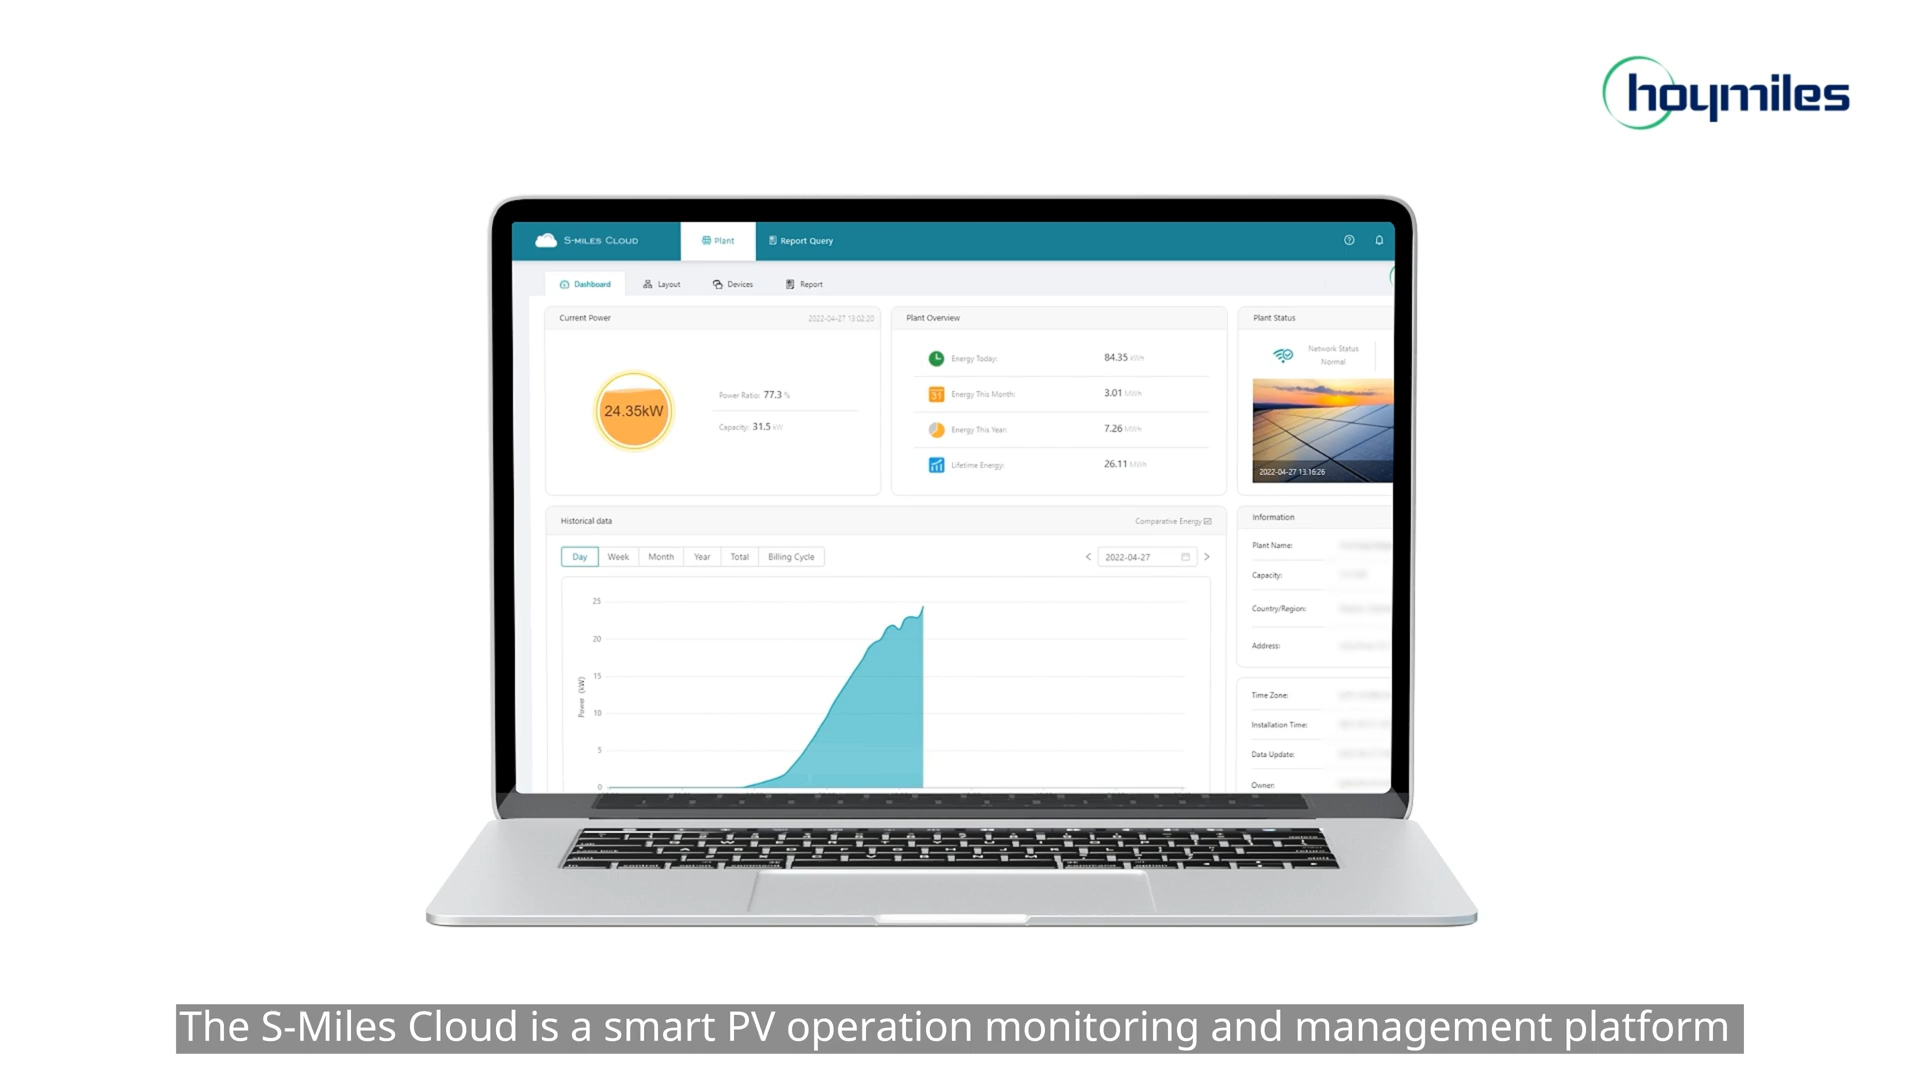 hoymiles
S-MILES CLOUD
Plant
Report Query
Dashboard
Layout
Devices
Report
Current Power
2022-04-27 13:02:20
24.35kW
Power Ratio: 77.3 %
Capacity: 31.5 kW
Plant Overview
Energy Today: 84.35 kWh
Energy This Month: 3.01 MWh
Energy This Year: 7.26 MWh
Lifetime Energy: 26.11 MWh
Plant Status
Network Status
Normal
2022-04-27 13:16:26
Historical data
Comparative Energy
Day
Week
Month
Year
Total
Billing Cycle
2022-04-27
Power (kW)
25
20
15
10
5
0
Information
Plant Name:
Capacity:
Country/Region:
Address:
Time Zone:
Installation Time:
Data Update:
Owner:
The S-Miles Cloud is a smart PV operation monitoring and management platform